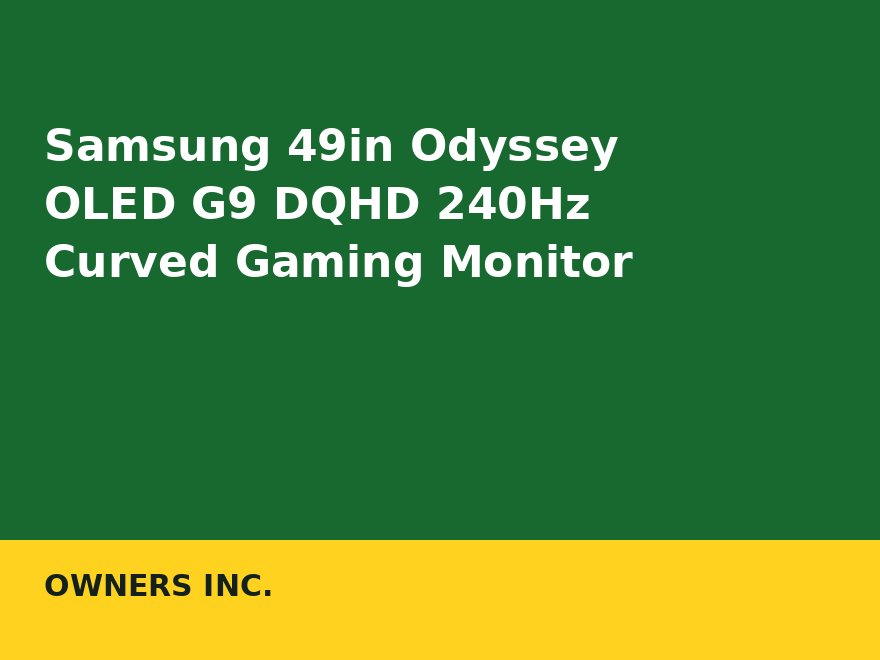 Samsung 49in Odyssey
OLED G9 DQHD 240Hz
Curved Gaming Monitor
OWNERS INC.